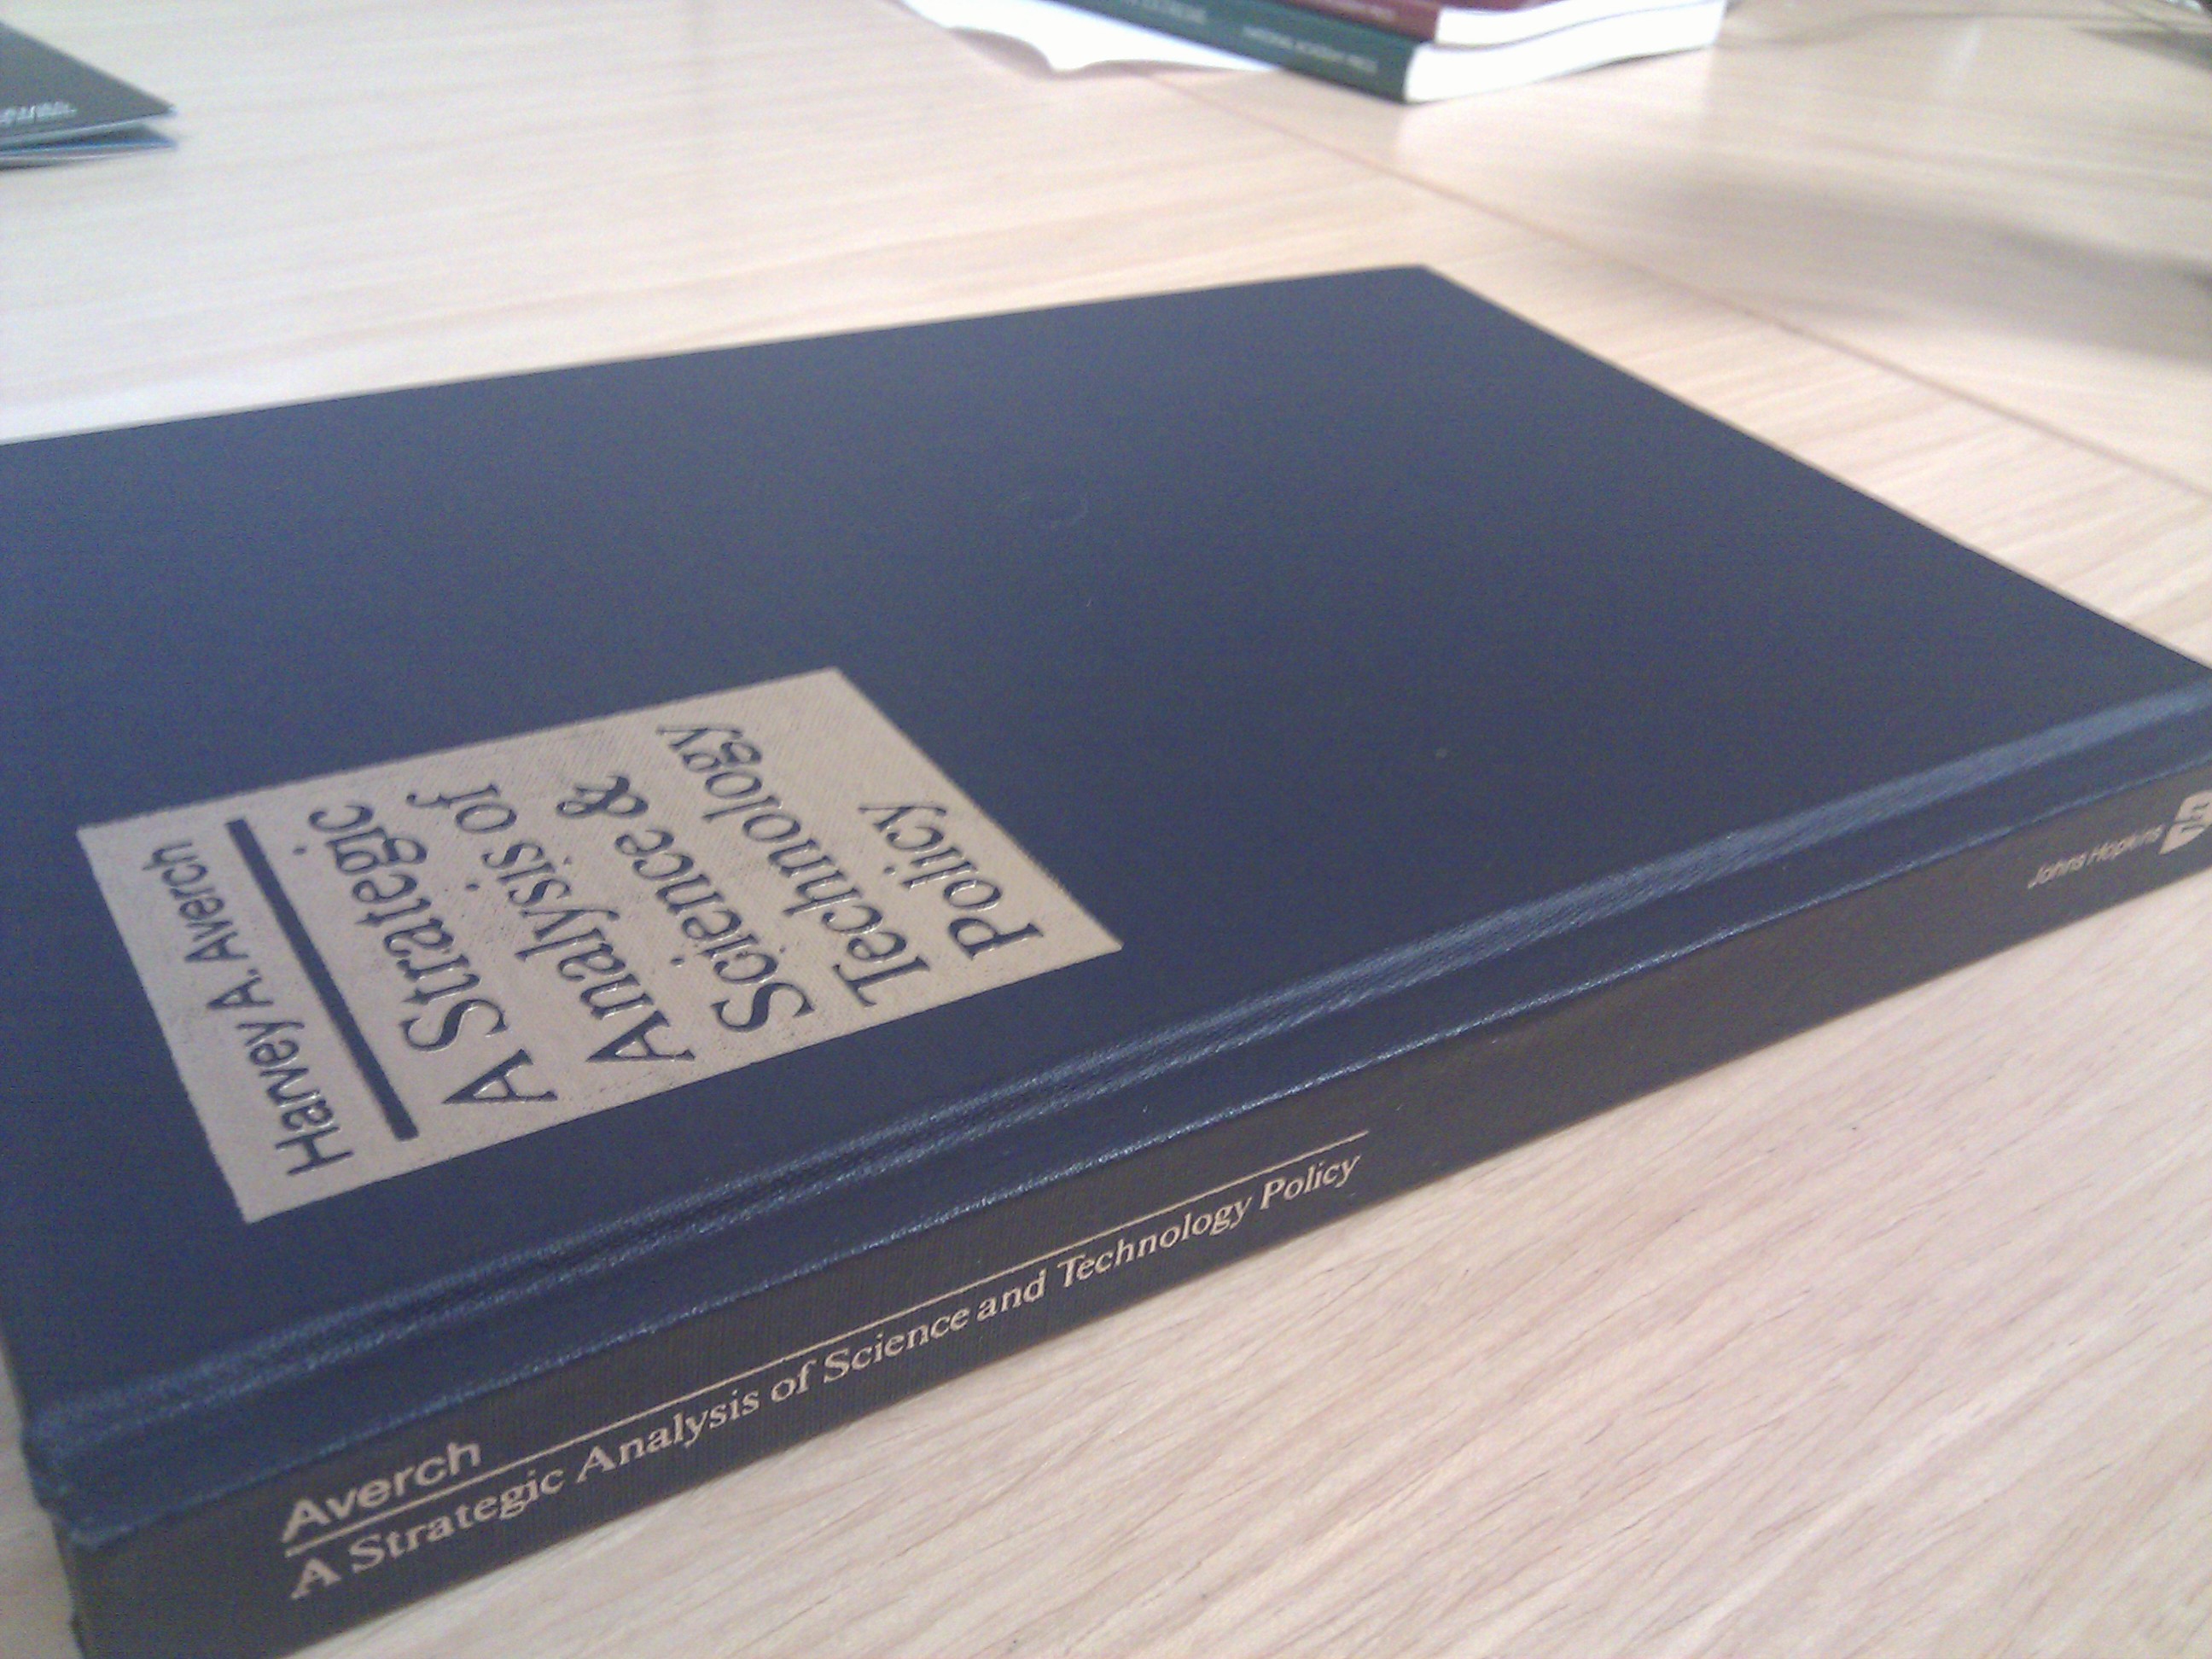 Harvey A. Averch
A Strategic
Analysis of
Science &
Technology
Policy
Averch
A Strategic Analysis of Science and Technology Policy
Johns Hopkins